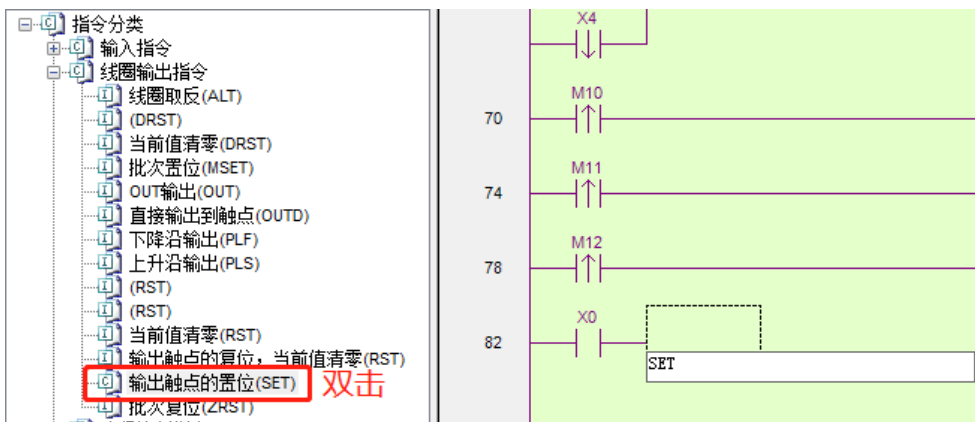 指令分类
输入指令
线圈输出指令
线圈取反(ALT)
(DRST)
当前值清零(DRST)
批次置位(MSET)
OUT输出(OUT)
直接输出到触点(OUTD)
下降沿输出(PLF)
上升沿输出(PLS)
(RST)
(RST)
当前值清零(RST)
输出触点的复位，当前值清零(RST)
输出触点的置位(SET) 双击
批次复位(ZRST)
X4
M10
70
M11
74
M12
78
X0
82
SET